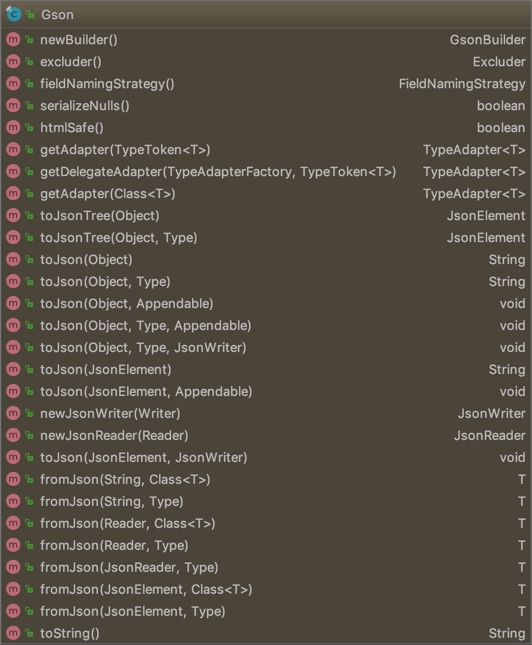 Gson
newBuilder() GsonBuilder
excluder() Excluder
fieldNamingStrategy() FieldNamingStrategy
serializeNulls() boolean
htmlSafe() boolean
getAdapter(TypeToken<T>) TypeAdapter<T>
getDelegateAdapter(TypeAdapterFactory, TypeToken<T>) TypeAdapter<T>
getAdapter(Class<T>) TypeAdapter<T>
toJsonTree(Object) JsonElement
toJsonTree(Object, Type) JsonElement
toJson(Object) String
toJson(Object, Type) String
toJson(Object, Appendable) void
toJson(Object, Type, Appendable) void
toJson(Object, Type, JsonWriter) void
toJson(JsonElement) String
toJson(JsonElement, Appendable) void
newJsonWriter(Writer) JsonWriter
newJsonReader(Reader) JsonReader
toJson(JsonElement, JsonWriter) void
fromJson(String, Class<T>) T
fromJson(String, Type) T
fromJson(Reader, Class<T>) T
fromJson(Reader, Type) T
fromJson(JsonReader, Type) T
fromJson(JsonElement, Class<T>) T
fromJson(JsonElement, Type) T
toString() String